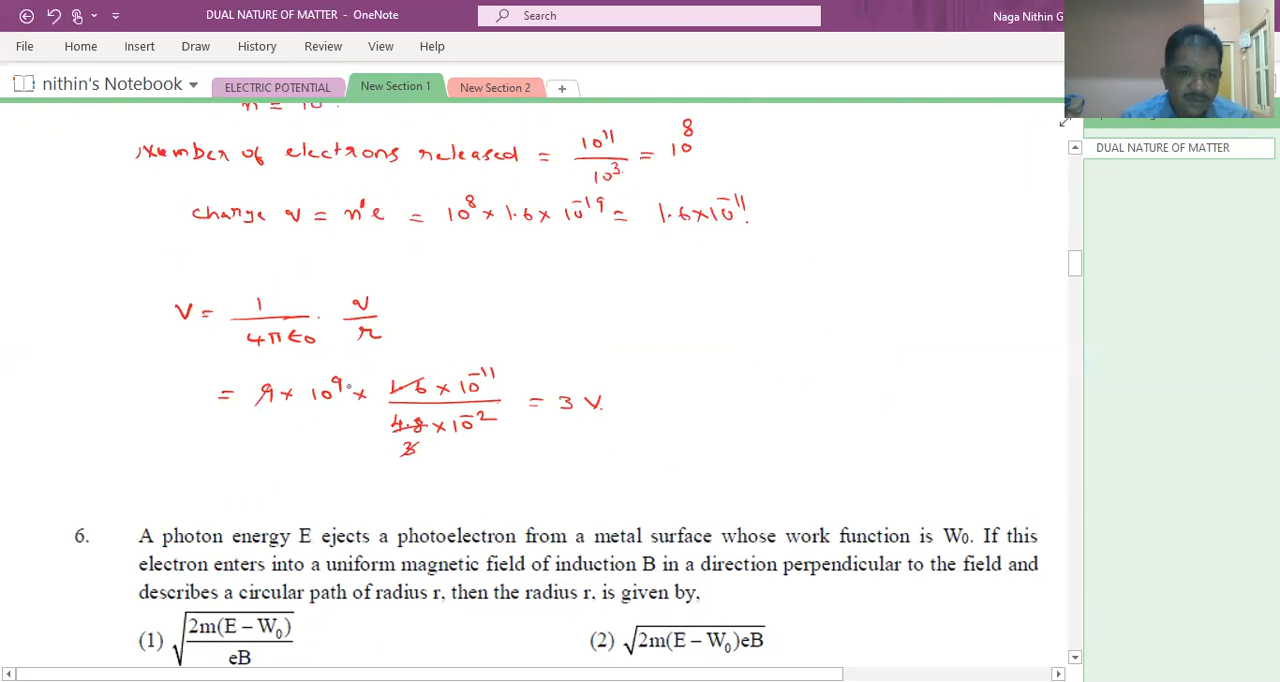 DUAL NATURE OF MATTER - OneNote
Search
Naga Nithin G
File Home Insert Draw History Review View Help
nithin's Notebook
ELECTRIC POTENTIAL
New Section 1
New Section 2
DUAL NATURE OF MATTER
Number of electrons released = 10^11 / 10^3 = 10^8
charge q = n'e = 10^8 × 1.6 × 10^-19 = 1.6 × 10^-11.
V = 1 / 4π ε0 . q / r
= 9 × 10^9 × 1.6 × 10^-11 / 4.8 × 10^-2 = 3 V.
3
6. A photon energy E ejects a photoelectron from a metal surface whose work function is W₀. If this
electron enters into a uniform magnetic field of induction B in a direction perpendicular to the field and
describes a circular path of radius r, then the radius r, is given by,
(1) √(2m(E – W₀) / eB) (2) √(2m(E – W₀)eB)